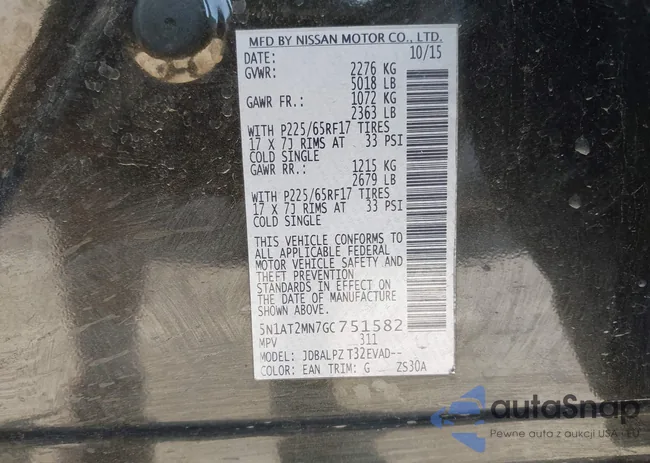 MFD BY NISSAN MOTOR CO., LTD.
DATE: 10/15
GVWR: 2276 KG
5018 LB
GAWR FR.: 1072 KG
2363 LB
WITH P225/65RF17 TIRES
17 X 7J RIMS AT 33 PSI
COLD SINGLE
GAWR RR.: 1215 KG
2679 LB
WITH P225/65RF17 TIRES
17 X 7J RIMS AT 33 PSI
COLD SINGLE
THIS VEHICLE CONFORMS TO
ALL APPLICABLE FEDERAL
MOTOR VEHICLE SAFETY AND
THEFT PREVENTION
STANDARDS IN EFFECT ON
THE DATE OF MANUFACTURE
SHOWN ABOVE.
5N1AT2MN7GC751582
MPV 311
MODEL: JDBALPZ T32EVAD--
COLOR: EAN TRIM: G ZS30A
autaSnap
Pewne auta z aukcji USA - EU